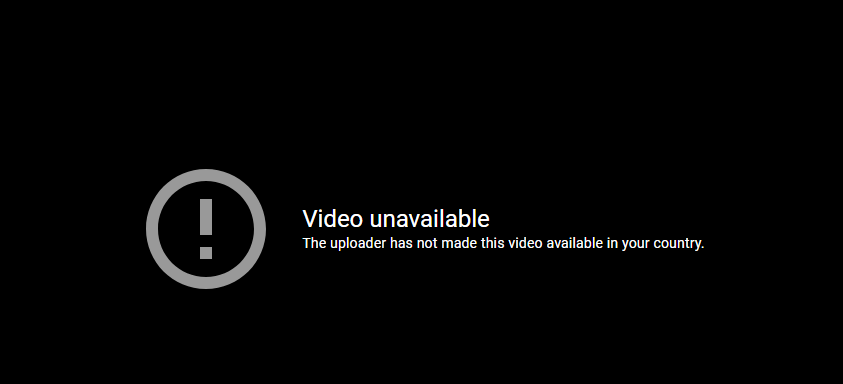 Video unavailable
The uploader has not made this video available in your country.